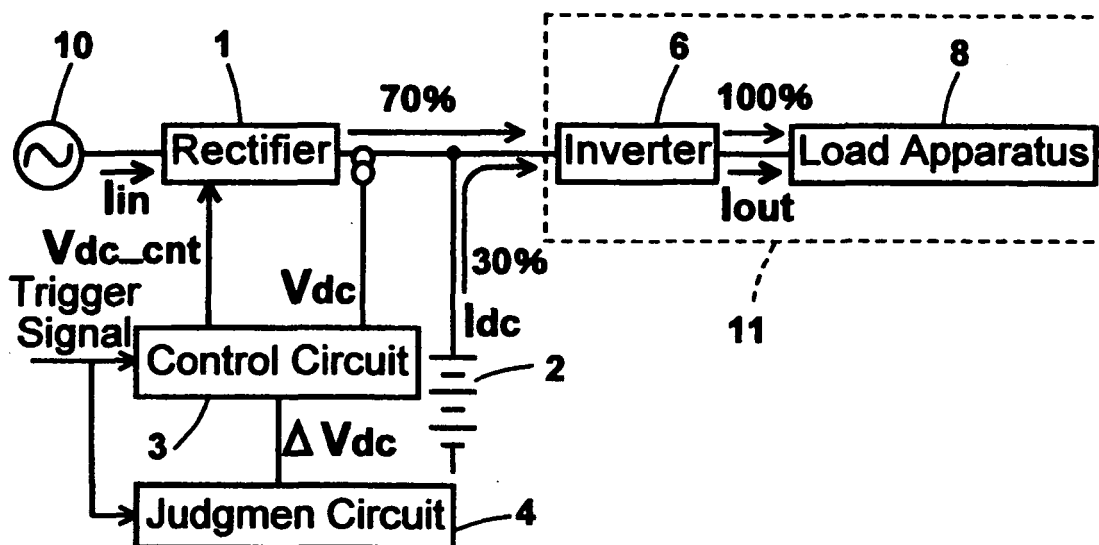 10
1
6
8
70%
100%
Rectifier
Inverter
Load Apparatus
Iin
Iout
Vdc_cnt
30%
Trigger
Signal
Vdc
Idc
11
Control Circuit
2
3
Δ Vdc
Judgmen Circuit
4